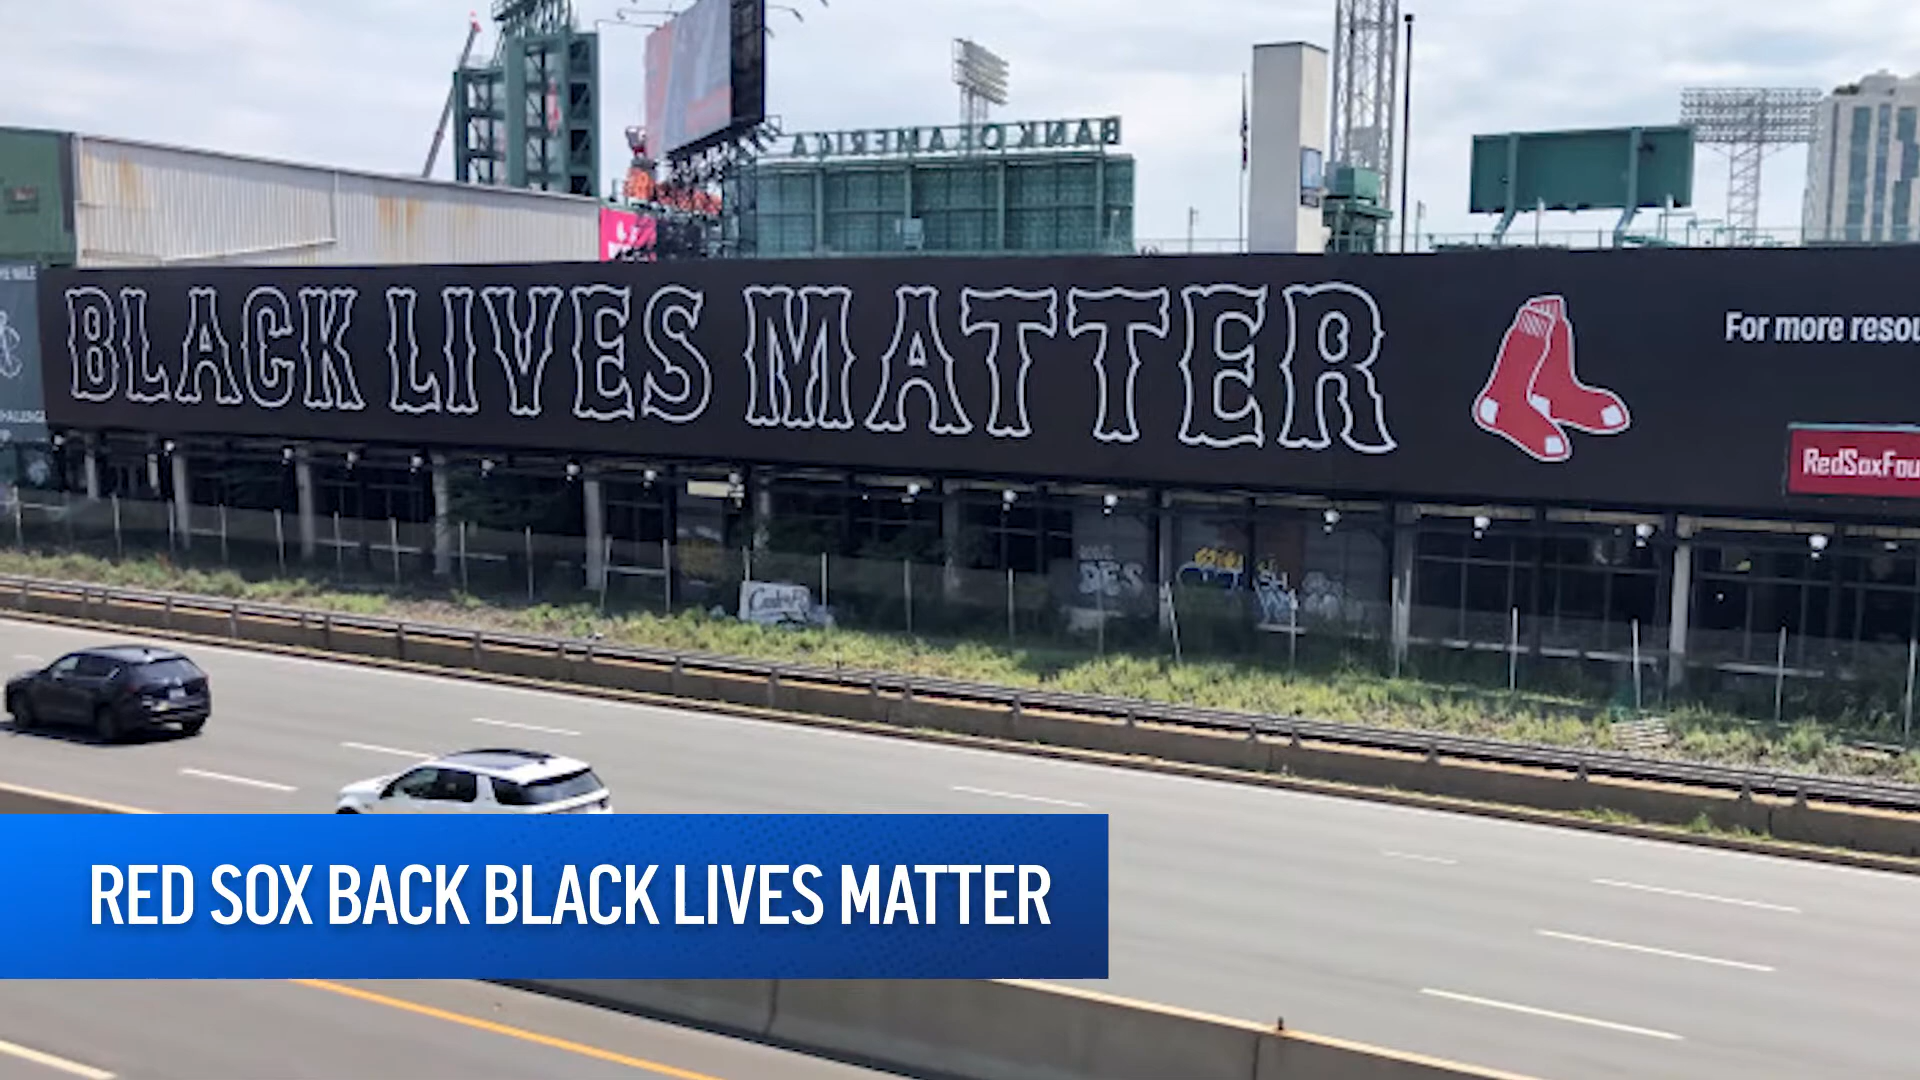 BANK OF AMERICA
BLACK LIVES MATTER
For more resou
RedSoxFou
RED SOX BACK BLACK LIVES MATTER